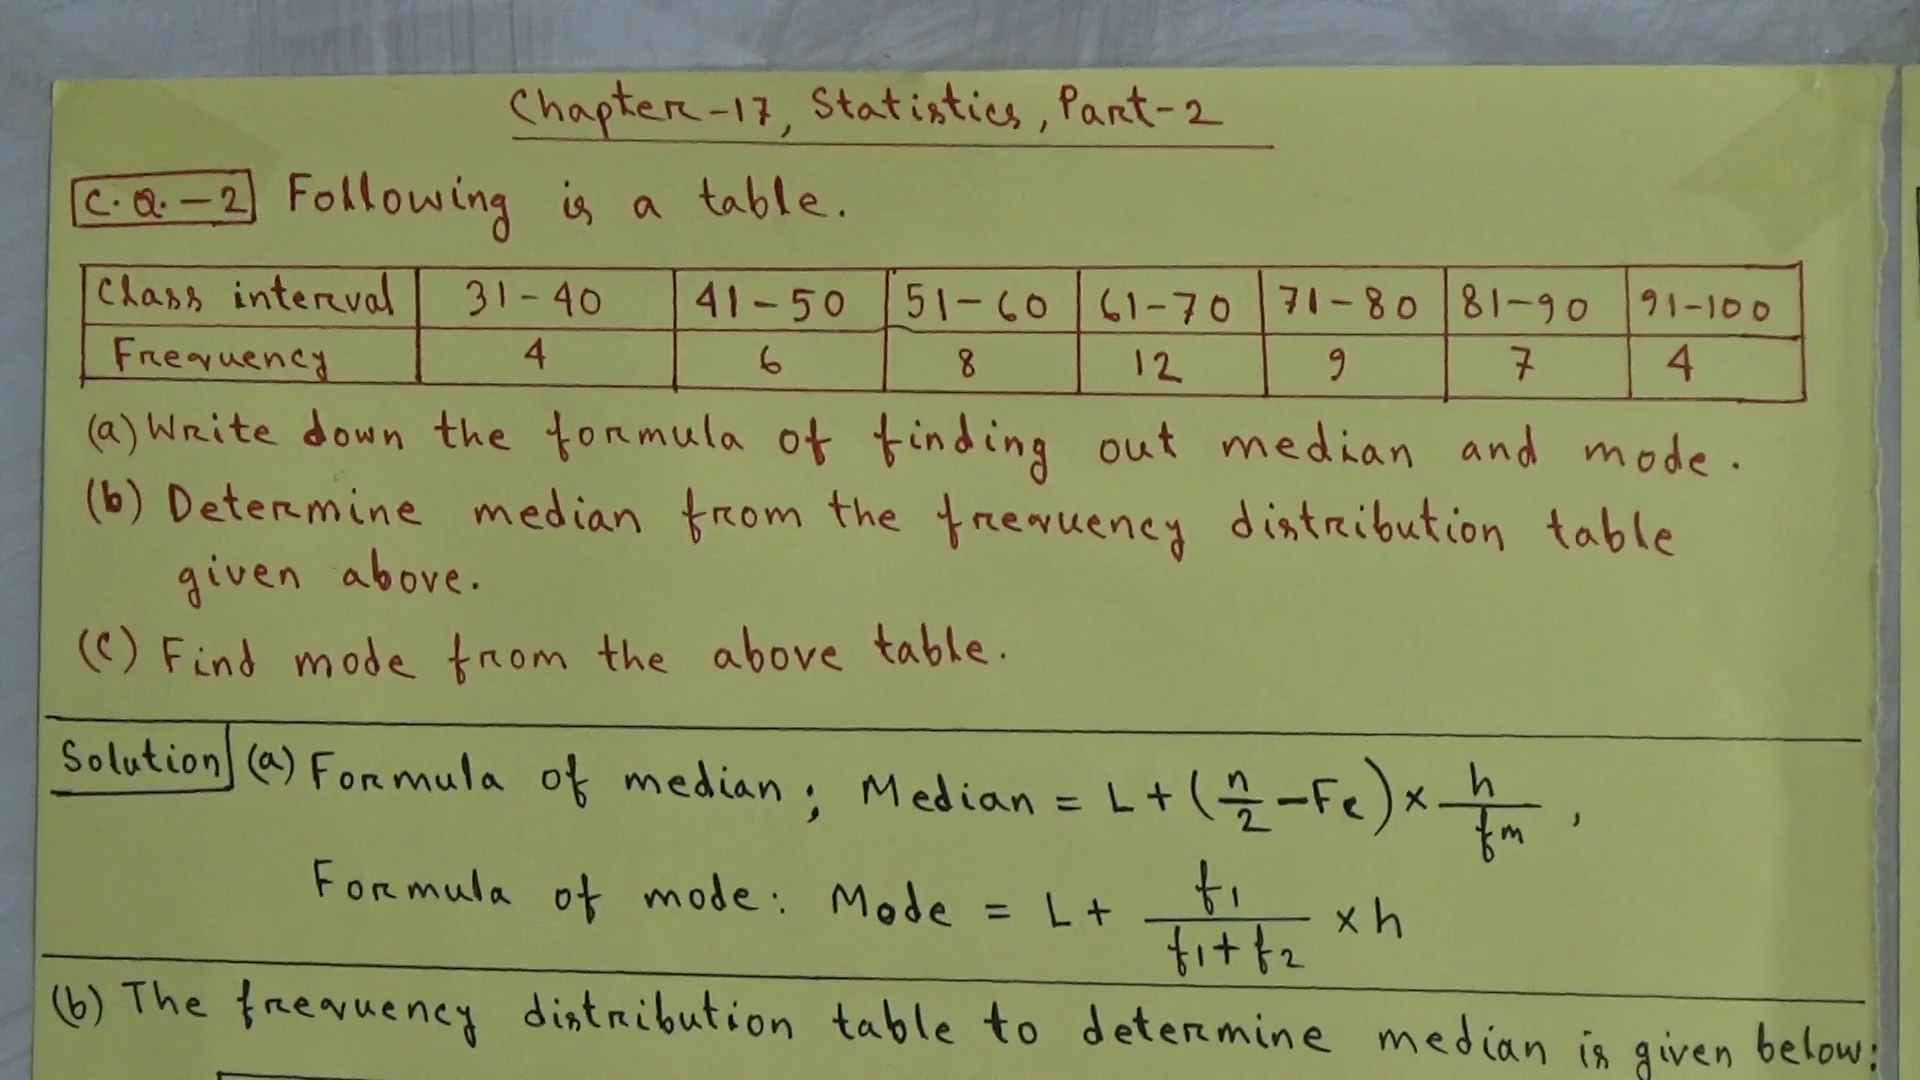 Chapter-17, Statistics, Part-2
C.Q.-2 Following is a table.
Class interval 31-40 41-50 51-60 61-70 71-80 81-90 91-100
Frequency 4 6 8 12 9 7 4
(a) Write down the formula of finding out median and mode.
(b) Determine median from the frequency distribution table
given above.
(c) Find mode from the above table.
Solution (a) Formula of median; Median = L + (n/2 - Fc) × h/fm,
Formula of mode: Mode = L + f1/(f1+f2) × h
(b) The frequency distribution table to determine median is given below: